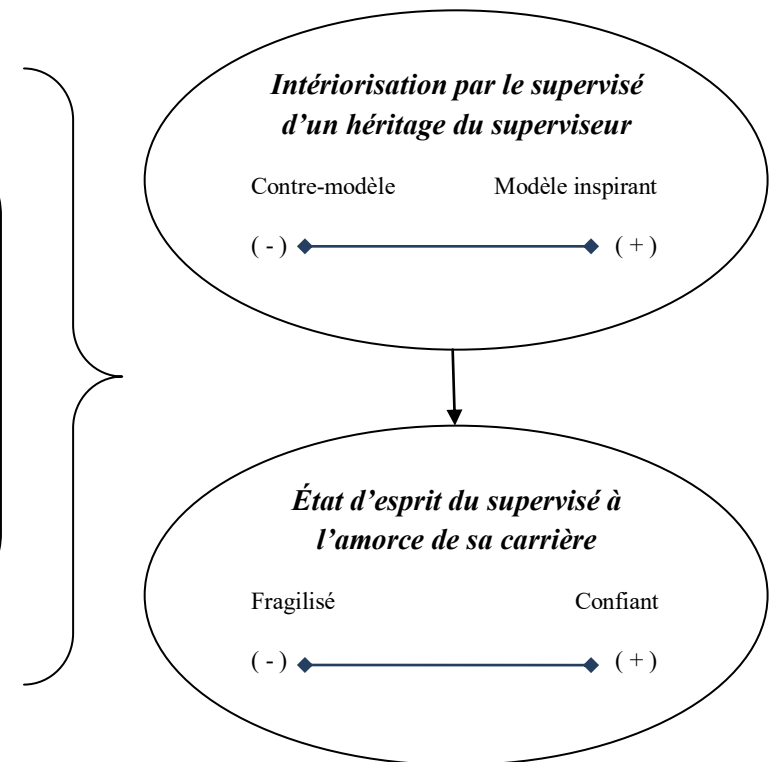 Intériorisation par le supervisé
d’un héritage du superviseur
Contre-modèle Modèle inspirant
( - ) ( + )
État d’esprit du supervisé à
l’amorce de sa carrière
Fragilisé Confiant
( - ) ( + )